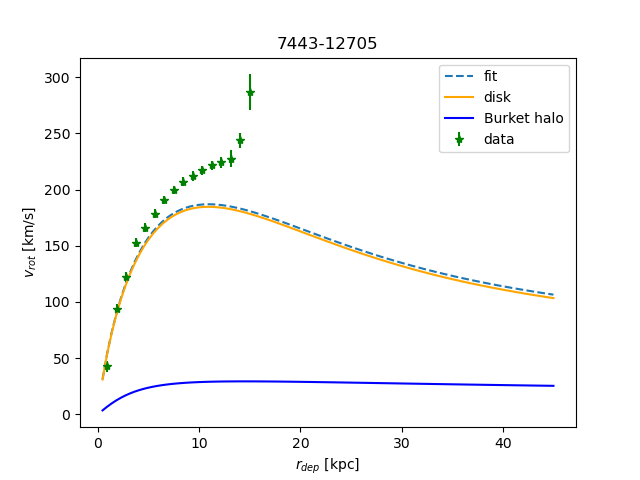 7443-12705
300
250
200
150
100
50
0
v_rot [km/s]
fit
disk
Burket halo
data
0 10 20 30 40
r_dep [kpc]